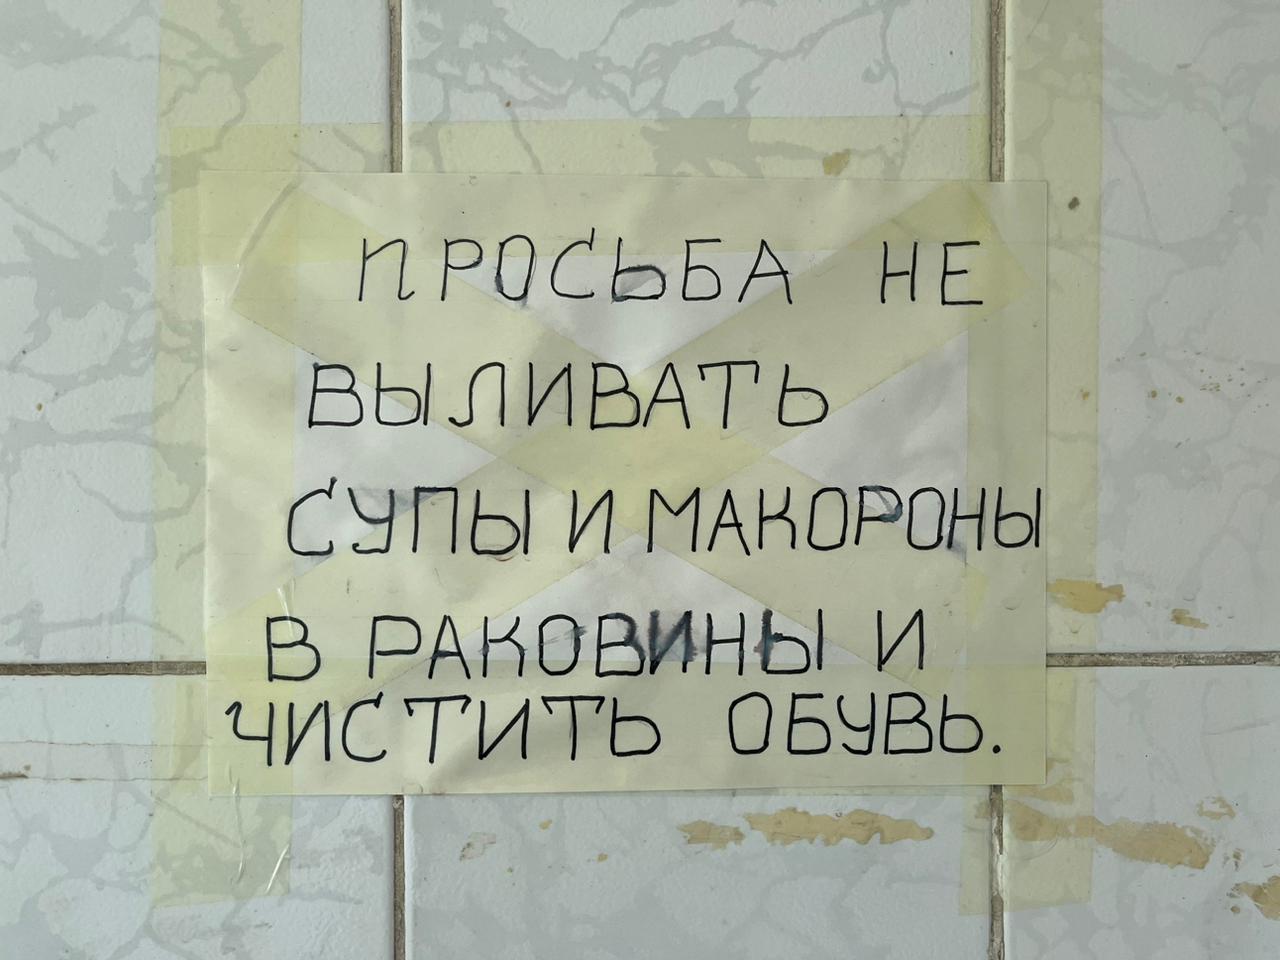 ПРОСЬБА НЕ
ВЫЛИВАТЬ
СУПЫ И МАКОРОНЫ
В РАКОВИНЫ И
ЧИСТИТЬ ОБУВЬ.